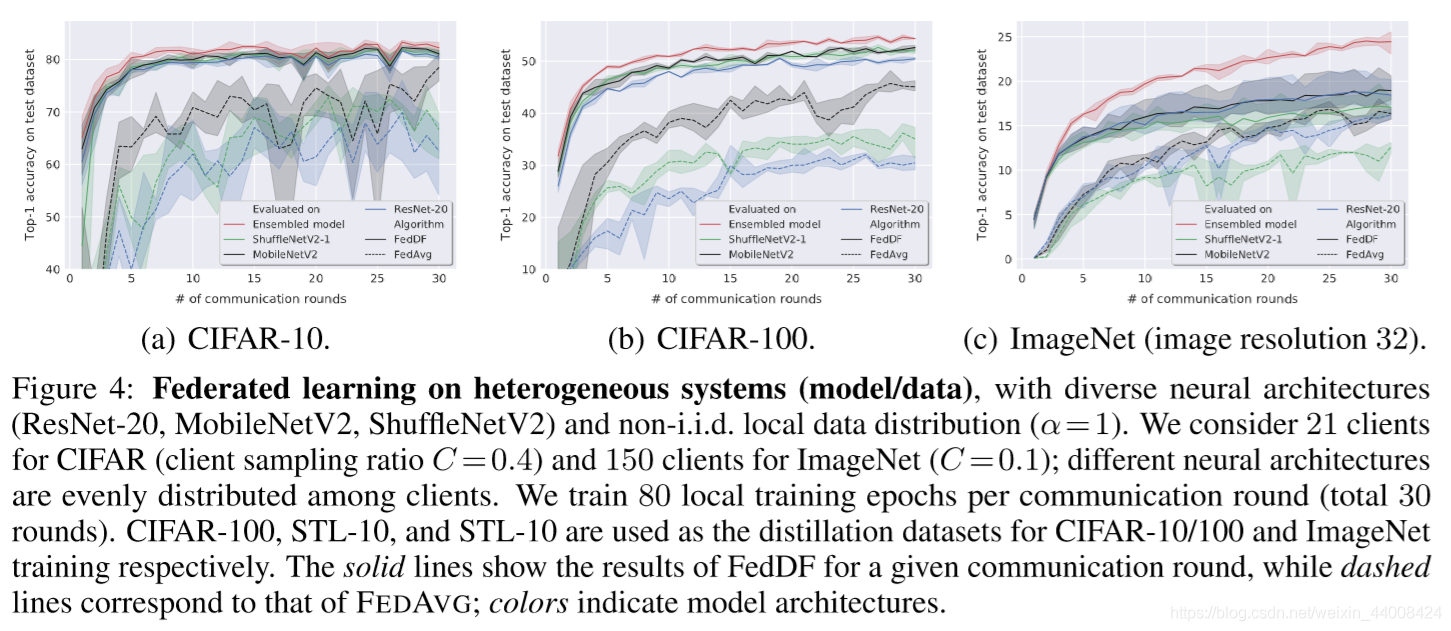 Top-1 accuracy on test dataset
80
70
60
50
40
Evaluated on
Ensembled model
ShuffleNetV2-1
MobileNetV2
ResNet-20
Algorithm
FedDF
FedAvg
0 5 10 15 20 25 30
# of communication rounds
(a) CIFAR-10.
Top-1 accuracy on test dataset
50
40
30
20
10
Evaluated on
Ensembled model
ShuffleNetV2-1
MobileNetV2
ResNet-20
Algorithm
FedDF
FedAvg
0 5 10 15 20 25 30
# of communication rounds
(b) CIFAR-100.
Top-1 accuracy on test dataset
25
20
15
10
5
0
Evaluated on
Ensembled model
ShuffleNetV2-1
MobileNetV2
ResNet-20
Algorithm
FedDF
FedAvg
0 5 10 15 20 25 30
# of communication rounds
(c) ImageNet (image resolution 32).
Figure 4: Federated learning on heterogeneous systems (model/data), with diverse neural architectures
(ResNet-20, MobileNetV2, ShuffleNetV2) and non-i.i.d. local data distribution (α=1). We consider 21 clients
for CIFAR (client sampling ratio C=0.4) and 150 clients for ImageNet (C=0.1); different neural architectures
are evenly distributed among clients. We train 80 local training epochs per communication round (total 30
rounds). CIFAR-100, STL-10, and STL-10 are used as the distillation datasets for CIFAR-10/100 and ImageNet
training respectively. The solid lines show the results of FedDF for a given communication round, while dashed
lines correspond to that of FEDAVG; colors indicate model architectures.
https://blog.csdn.net/weixin_44008424